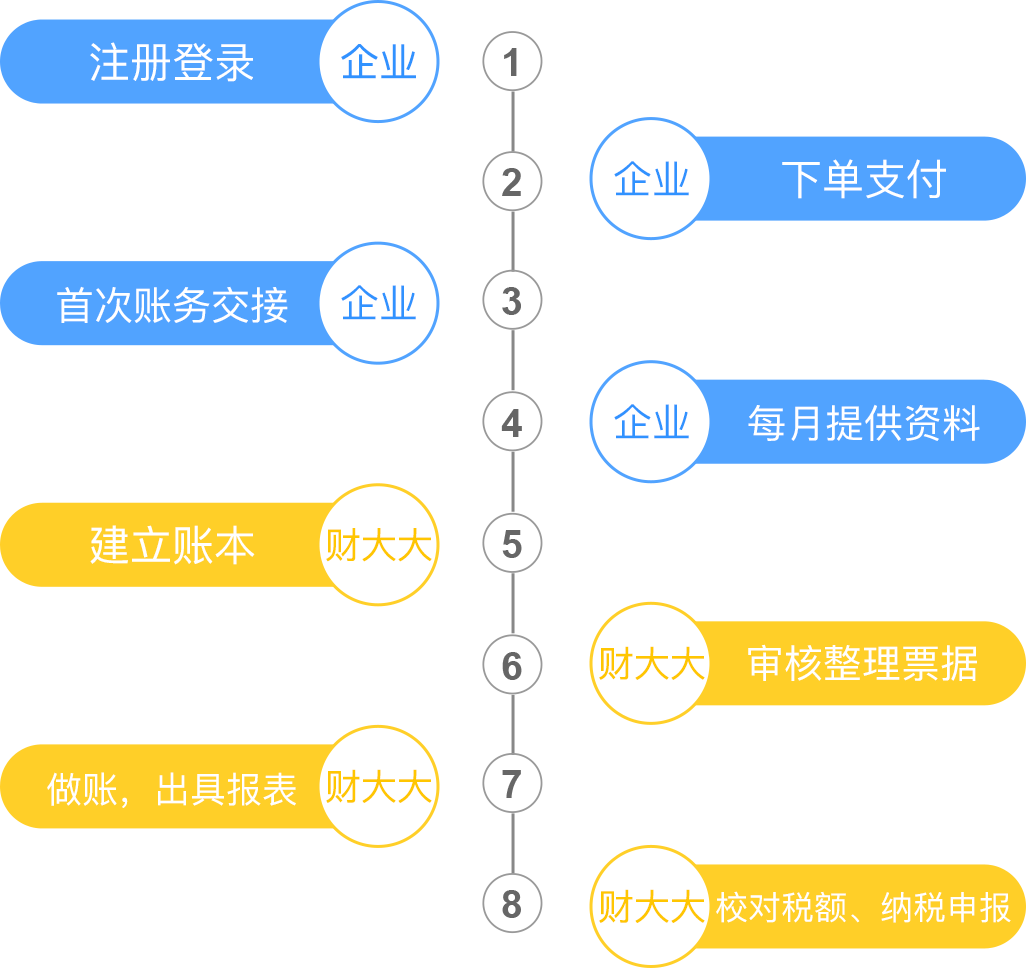 注册登录
企业
1
2
企业
下单支付
首次账务交接
企业
3
4
企业
每月提供资料
建立账本
财大大
5
6
财大大
审核整理票据
做账，出具报表
财大大
7
8
财大大
校对税额、纳税申报